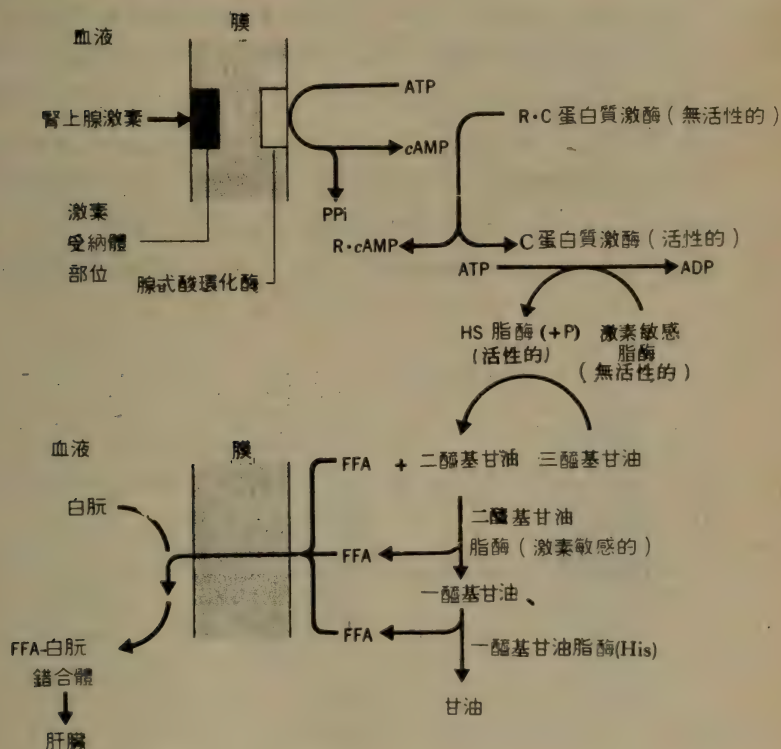 血液
膜
ATP
腎上腺激素
R·C 蛋白質激酶(無活性的)
cAMP
PPi
激素
受納體
部位
腺甙酸環化酶
R·cAMP
C 蛋白質激酶(活性的)
ATP
ADP
HS 脂酶(+P)
(活性的)
激素敏感
脂酶
(無活性的)
血液
膜
FFA + 二醯基甘油 三醯基甘油
白朊
二醯基甘油
脂酶(激素敏感的)
FFA
一醯基甘油、
FFA
一醯基甘油脂酶(His)
FFA-白朊
錯合體
甘油
肝臟